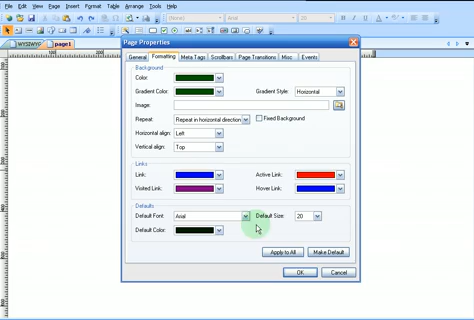 File Edit View Page Insert Format Table Arrange Tools Help
(None) Arial 20
WYSIWYG page1
Page Properties
General Formatting Meta Tags Scrollbars Page Transitions Misc Events
Background
Color:
Gradient Color: Gradient Style: Horizontal
Image:
Repeat: Repeat in horizontal direction Fixed Background
Horizontal align: Left
Vertical align: Top
Links
Link: Active Link:
Visited Link: Hover Link:
Defaults
Default Font: Arial Default Size: 20
Default Color:
Apply to All Make Default
OK Cancel